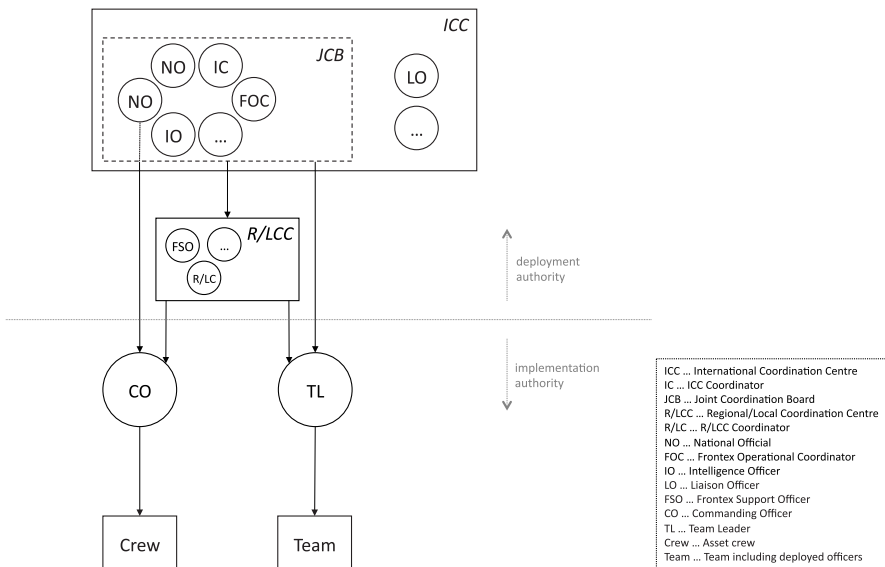 ICC
JCB
NO
IC
LO
NO
FOC
IO
...
...
R/LCC
FSO
...
R/LC
deployment
authority
implementation
authority
CO
TL
Crew
Team
ICC ... International Coordination Centre
IC ... ICC Coordinator
JCB ... Joint Coordination Board
R/LCC ... Regional/Local Coordination Centre
R/LC ... R/LCC Coordinator
NO ... National Official
FOC ... Frontex Operational Coordinator
IO ... Intelligence Officer
LO ... Liaison Officer
FSO ... Frontex Support Officer
CO ... Commanding Officer
TL ... Team Leader
Crew ... Asset crew
Team ... Team including deployed officers